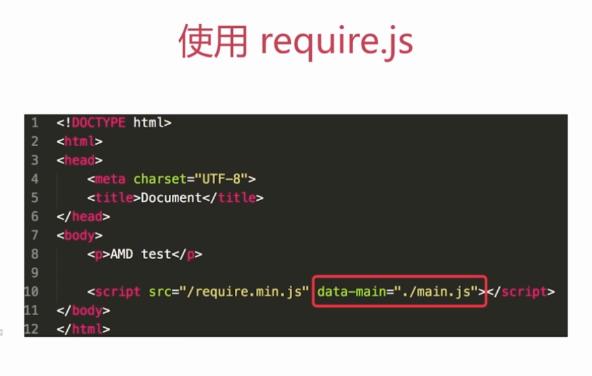 使用 require.js
1 <!DOCTYPE html>
2 <html>
3 <head>
4     <meta charset="UTF-8">
5     <title>Document</title>
6 </head>
7 <body>
8     <p>AMD test</p>
9
10     <script src="/require.min.js" data-main="./main.js"></script>
11 </body>
12 </html>